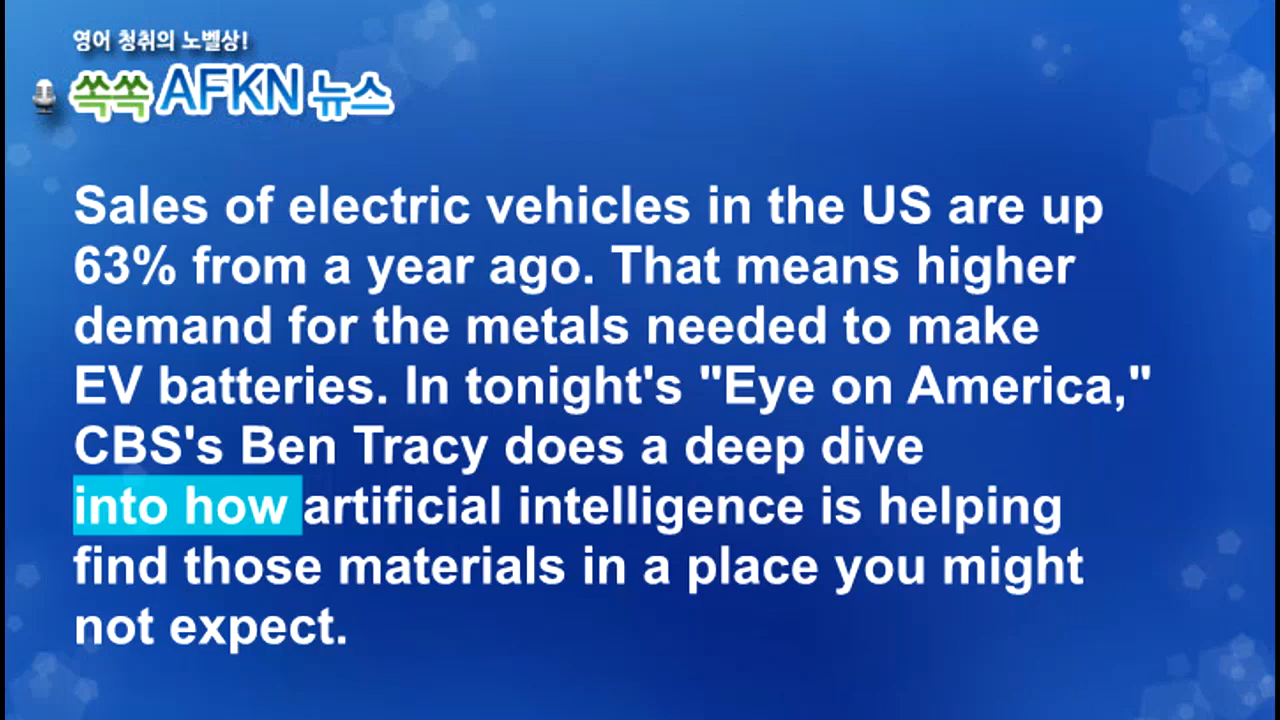 영어 청취의 노벨상!
쏙쏙 AFKN 뉴스
Sales of electric vehicles in the US are up
63% from a year ago. That means higher
demand for the metals needed to make
EV batteries. In tonight's "Eye on America,"
CBS's Ben Tracy does a deep dive
into how artificial intelligence is helping
find those materials in a place you might
not expect.